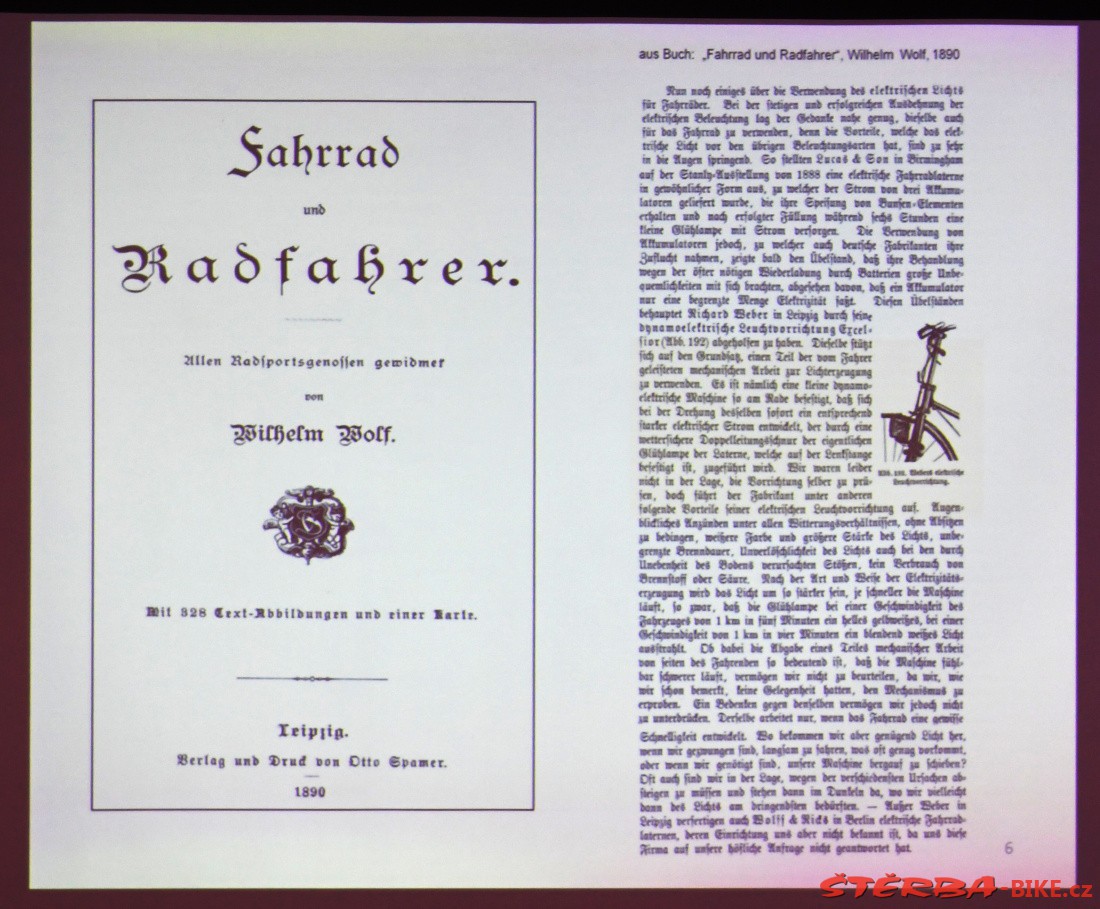 aus Buch: „Fahrrad und Radfahrer“, Wilhelm Wolf, 1890
Fahrrad
und
Radfahrer.
Allen Radsportsgenossen gewidmet
von
Wilhelm Wolf.
Mit 328 Text-Abbildungen und einer Karte.
Leipzig.
Verlag und Druck von Otto Spamer.
1890
Nun noch einiges über die Verwendung des elektrischen Lichts
für Fahrräder. Bei der stetigen und erfolgreichen Ausdehnung der
elektrischen Beleuchtung lag der Gedanke nahe genug, dieselbe auch
für das Fahrrad zu verwenden, denn die Vorteile, welche das elek-
trische Licht vor den übrigen Beleuchtungsarten hat, sind zu sehr
in die Augen springend. So stellten Lucas & Son in Birmingham
auf der Stanly-Ausstellung von 1888 eine elektrische Fahrradlaterne
in gewöhnlicher Form aus, zu welcher der Strom von drei Akkumu-
latoren geliefert wurde, die ihre Speisung von Bunsen-Elementen
erhalten und nach erfolgter Füllung während sechs Stunden eine
kleine Glühlampe mit Strom versorgen. Die Verwendung von
Akkumulatoren jedoch, zu welcher auch deutsche Fabrikanten ihre
Zuflucht nahmen, zeigte bald den Übelstand, daß ihre Behandlung
wegen der öfter nötigen Wiederladung durch Batterien große Unbe-
quemlichkeiten mit sich brachten, abgesehen davon, daß ein Akkumulator
nur eine begrenzte Menge Elektrizität faßt. Diesen Übelständen
behauptet Richard Weber in Leipzig durch seine
dynamoelektrische Leuchtvorrichtung Excel-
sior (Abb. 192) abgeholfen zu haben. Dieselbe stützt
sich auf den Grundsatz, einen Teil der vom Fahrer
geleisteten mechanischen Arbeit zur Lichterzeugung
zu verwenden. Es ist nämlich eine kleine dynamo-
elektrische Maschine so am Rade befestigt, daß sich
bei der Drehung desselben sofort ein entsprechend
starker elektrischer Strom entwickelt, der durch eine
wettersichere Doppelleitungsschnur der eigentlichen
Glühlampe der Laterne, welche auf der Lenkstange
befestigt ist, zugeführt wird. Wir waren leider
nicht in der Lage, die Vorrichtung selber zu prü-
fen, doch führt der Fabrikant unter anderen
folgende Vorteile seiner elektrischen Leuchtvorrichtung auf. Augen-
blickliches Anzünden unter allen Witterungsverhältnissen, ohne Absitzen
zu bedingen, weißere Farbe und größere Stärke des Lichts, unbe-
grenzte Brenndauer, Unverlöschlichkeit des Lichts auch bei den durch
Unebenheit des Bodens verursachten Stößen, kein Verbrauch von
Brennstoff oder Säure. Nach der Art und Weise der Elektrizitäts-
erzeugung wird das Licht um so stärker sein, je schneller die Maschine
läuft, so zwar, daß die Glühlampe bei einer Geschwindigkeit des
Fahrzeuges von 1 km in fünf Minuten ein helles gelbweißes, bei einer
Geschwindigkeit von 1 km in vier Minuten ein blendend weißes Licht
ausstrahlt. Ob dabei die Abgabe eines Teiles mechanischer Arbeit
von seiten des Fahrenden so bedeutend ist, daß die Maschine fühl-
bar schwerer läuft, vermögen wir nicht zu beurteilen, da wir, wie
wir schon bemerkt, keine Gelegenheit hatten, den Mechanismus zu
erproben. Ein Bedenken gegen denselben vermögen wir jedoch nicht
zu unterdrücken. Derselbe arbeitet nur, wenn das Fahrrad eine gewisse
Schnelligkeit entwickelt. Wo bekommen wir aber genügend Licht her,
wenn wir gezwungen sind, langsam zu fahren, was oft genug vorkommt,
oder wenn wir genötigt sind, unsere Maschine bergauf zu schieben?
Oft auch sind wir in der Lage, wegen der verschiedensten Ursachen ab-
steigen zu müssen und stehen dann im Dunkeln da, wo wir vielleicht
dann des Lichts am dringendsten bedürften. — Außer Weber in
Leipzig verfertigen auch Wolff & Ricks in Berlin elektrische Fahrrad-
laternen, deren Einrichtung uns aber nicht bekannt ist, da uns diese
Firma auf unsere höfliche Anfrage nicht geantwortet hat.
Abb. 192. Webers elektrische
Leuchtvorrichtung.
6
ŠTĚRBA-BIKE.cz